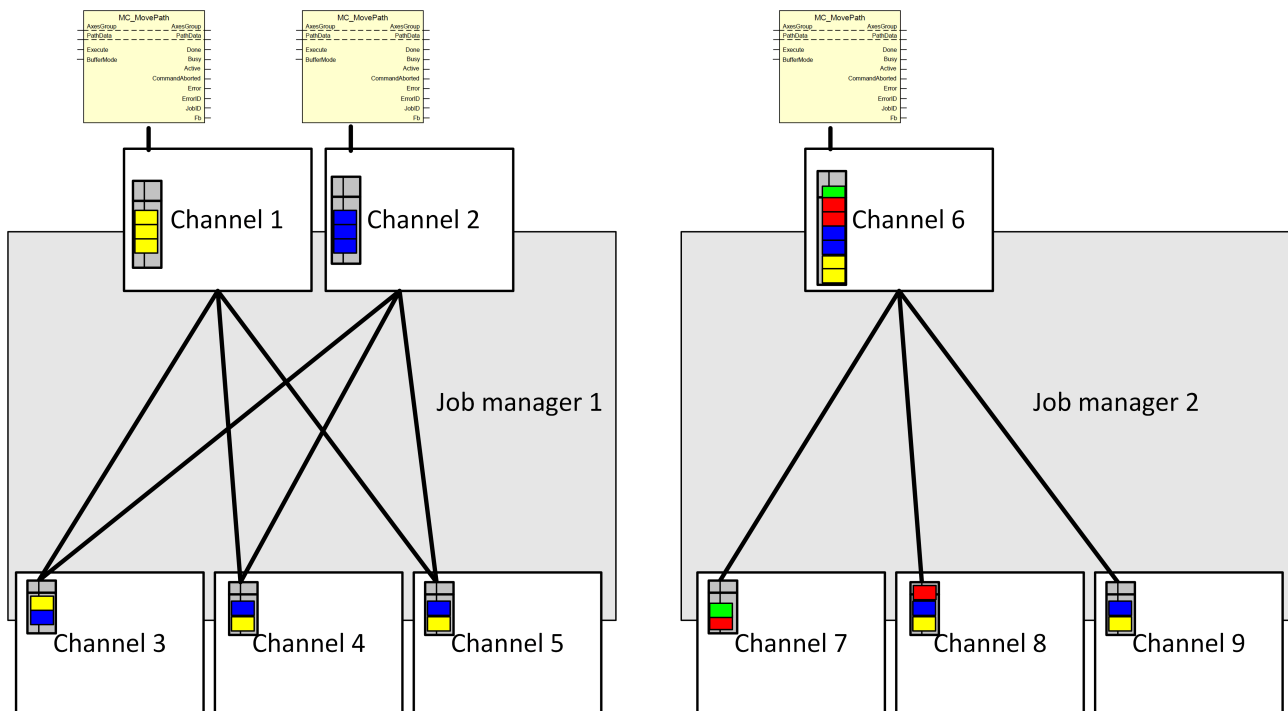 MC_MovePath
AxesGroup AxesGroup
PathData PathData
Execute Done
BufferMode Busy
Active
CommandAborted
Error
ErrorID
JobID
Fb
MC_MovePath
AxesGroup AxesGroup
PathData PathData
Execute Done
BufferMode Busy
Active
CommandAborted
Error
ErrorID
JobID
Fb
MC_MovePath
AxesGroup AxesGroup
PathData PathData
Execute Done
BufferMode Busy
Active
CommandAborted
Error
ErrorID
JobID
Fb
Channel 1
Channel 2
Channel 6
Job manager 1
Job manager 2
Channel 3
Channel 4
Channel 5
Channel 7
Channel 8
Channel 9